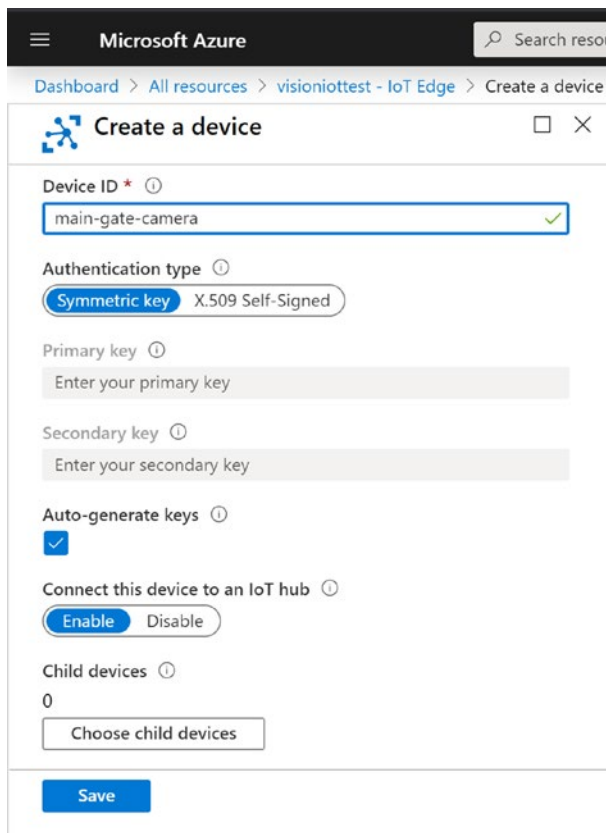 Microsoft Azure
Search resou
Dashboard > All resources > visioniottest - IoT Edge > Create a device
Create a device
Device ID *
main-gate-camera
Authentication type
Symmetric key X.509 Self-Signed
Primary key
Enter your primary key
Secondary key
Enter your secondary key
Auto-generate keys
Connect this device to an IoT hub
Enable Disable
Child devices
0
Choose child devices
Save